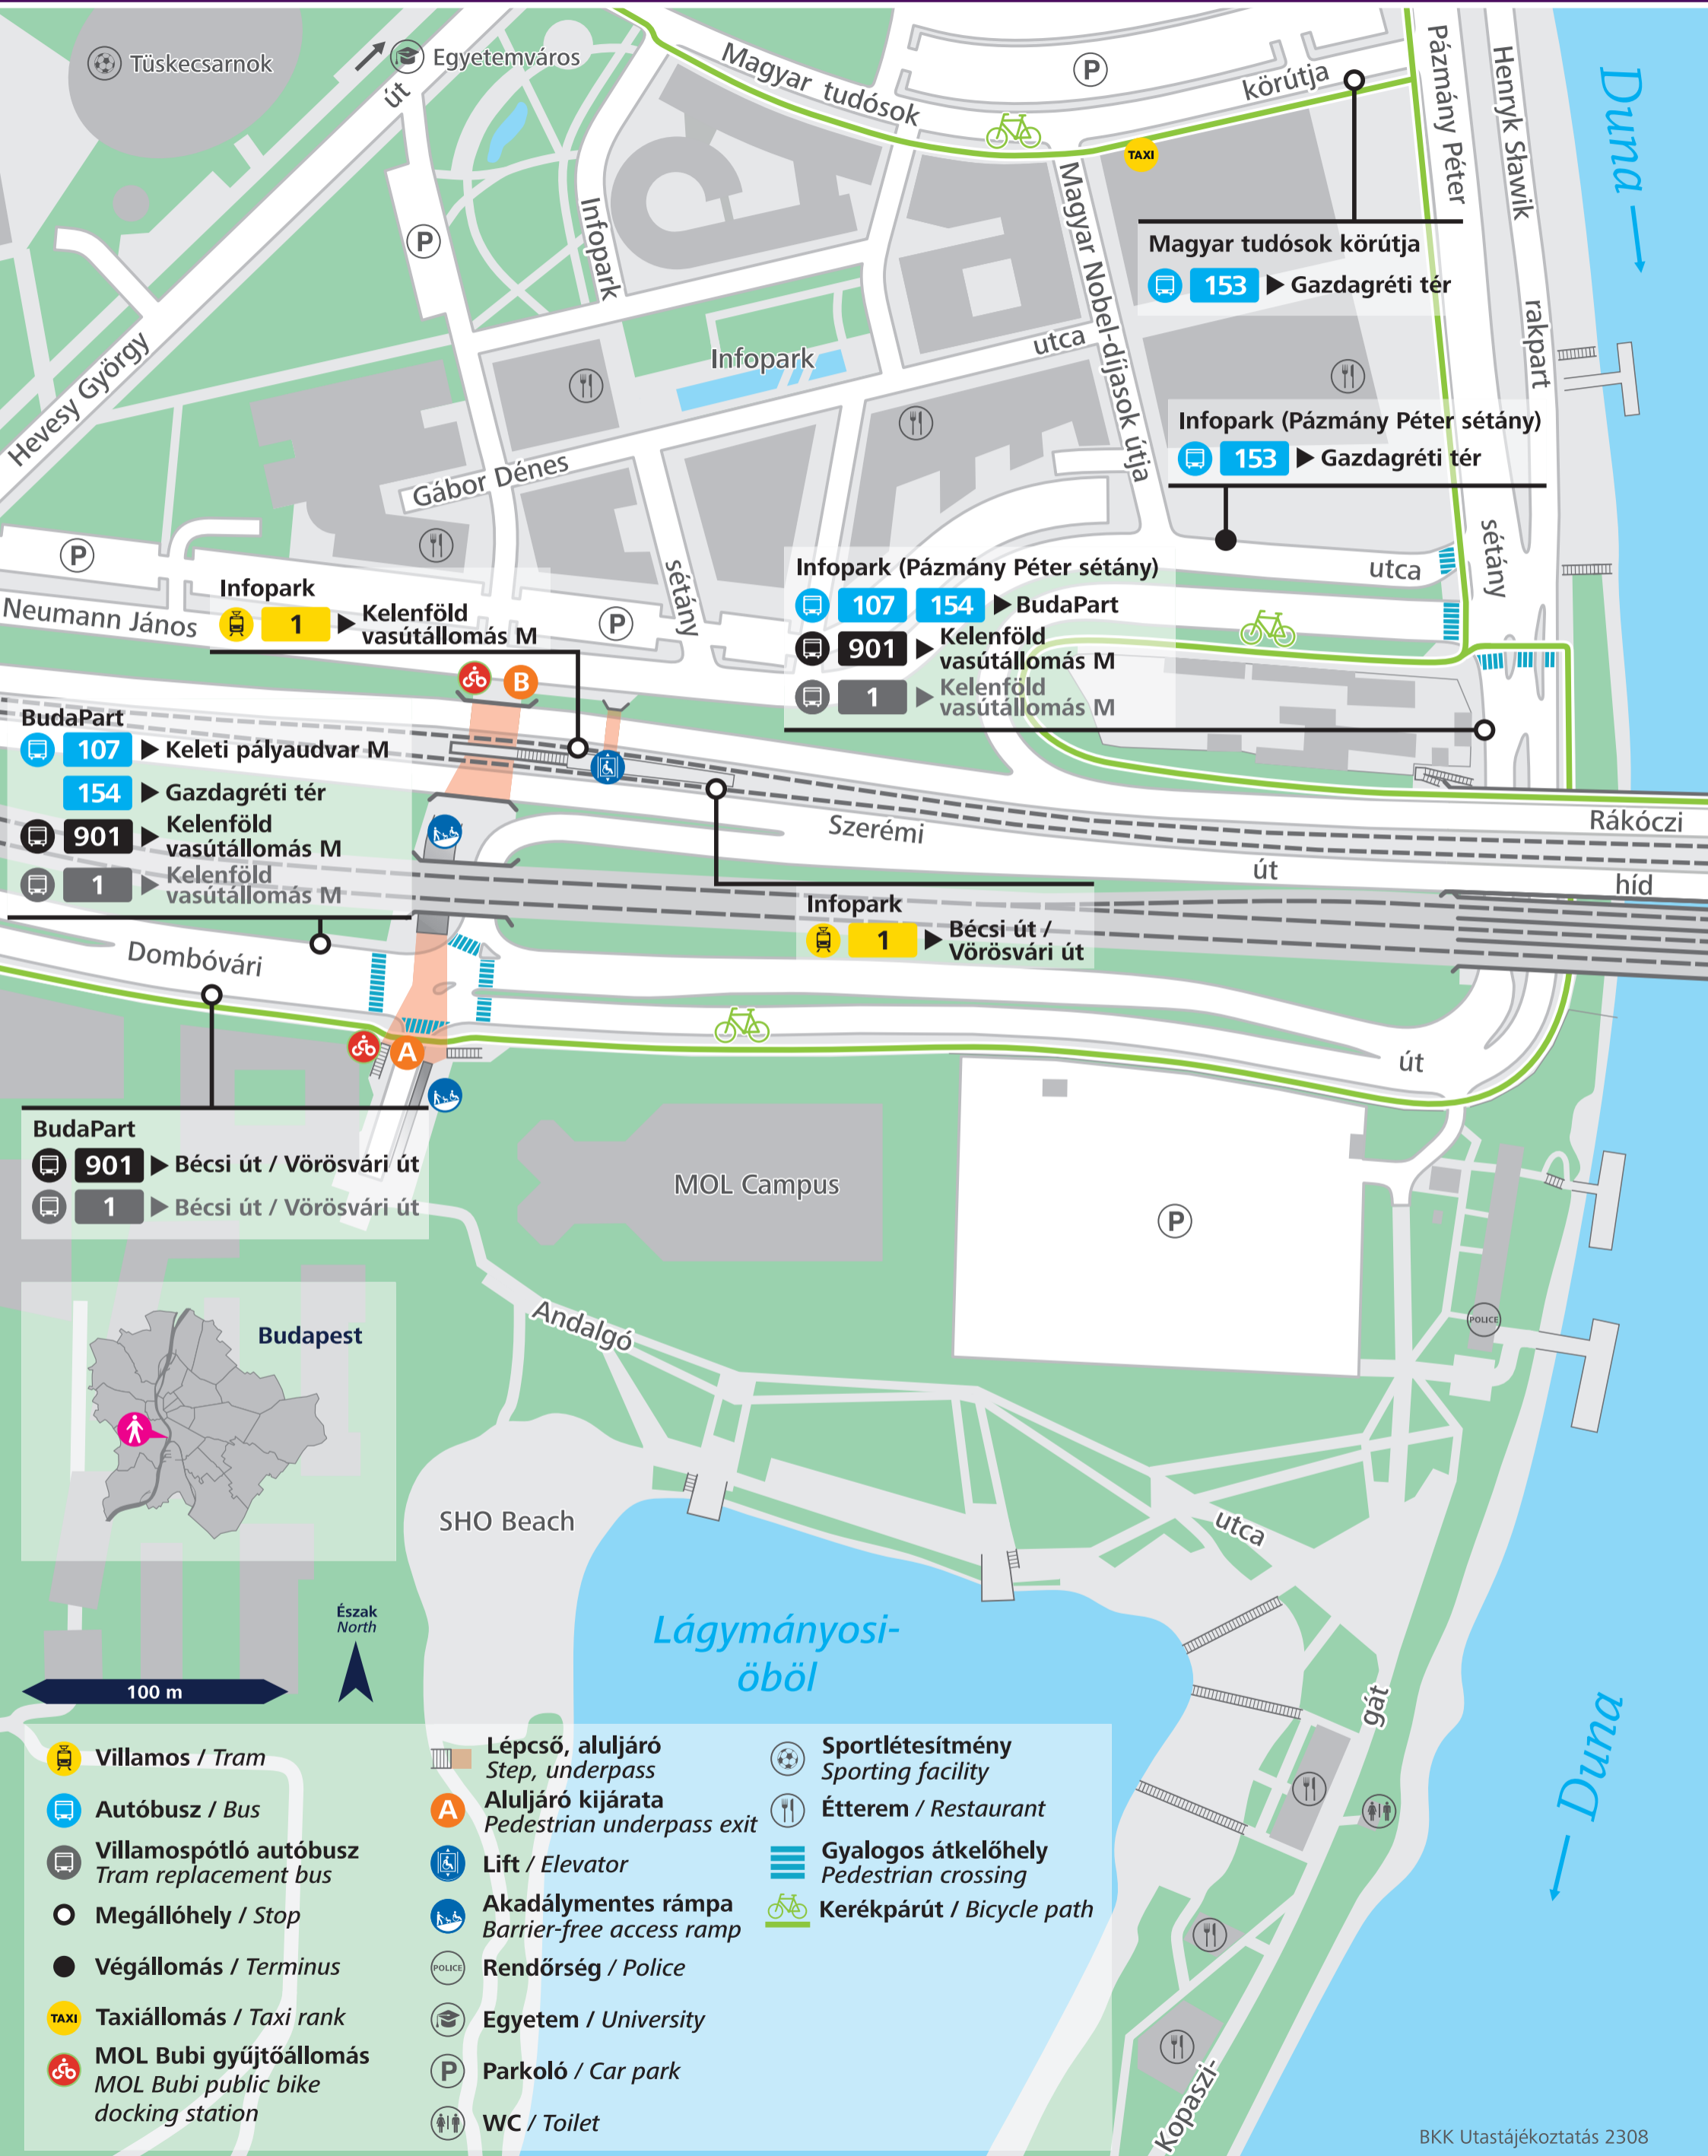 Tüskecsarnok
Egyetemváros
út
Magyar tudósok
körútja
P
Pázmány Péter
Henryk Sławik
Duna
TAXI
P
Infopark
Magyar Nobel-díjasok útja
Magyar tudósok körútja
153 Gazdagréti tér
rakpart
Hevesy György
Infopark
utca
Infopark (Pázmány Péter sétány)
153 Gazdagréti tér
Gábor Dénes
sétány
P
Infopark
1 Kelenföld
vasútállomás M
Neumann János
P
sétány
utca
Infopark (Pázmány Péter sétány)
107 154 BudaPart
901 Kelenföld
vasútállomás M
1 Kelenföld
vasútállomás M
B
BudaPart
107 Keleti pályaudvar M
154 Gazdagréti tér
901 Kelenföld
vasútállomás M
1 Kelenföld
vasútállomás M
Szerémi
út
Rákóczi
híd
Infopark
1 Bécsi út /
Vörösvári út
Dombóvári
út
A
BudaPart
901 Bécsi út / Vörösvári út
1 Bécsi út / Vörösvári út
MOL Campus
P
POLICE
Andalgó
Budapest
SHO Beach
utca
Észak
North
100 m
Lágymányosi-
öböl
gát
Duna
Villamos / Tram
Autóbusz / Bus
Villamospótló autóbusz
Tram replacement bus
Megállóhely / Stop
Végállomás / Terminus
TAXI Taxiállomás / Taxi rank
MOL Bubi gyűjtőállomás
MOL Bubi public bike
docking station
Lépcső, aluljáró
Step, underpass
A Aluljáró kijárata
Pedestrian underpass exit
Lift / Elevator
Akadálymentes rámpa
Barrier-free access ramp
POLICE Rendőrség / Police
Egyetem / University
P Parkoló / Car park
WC / Toilet
Sportlétesítmény
Sporting facility
Étterem / Restaurant
Gyalogos átkelőhely
Pedestrian crossing
Kerékpárút / Bicycle path
Kopaszi-
BKK Utastájékoztatás 2308